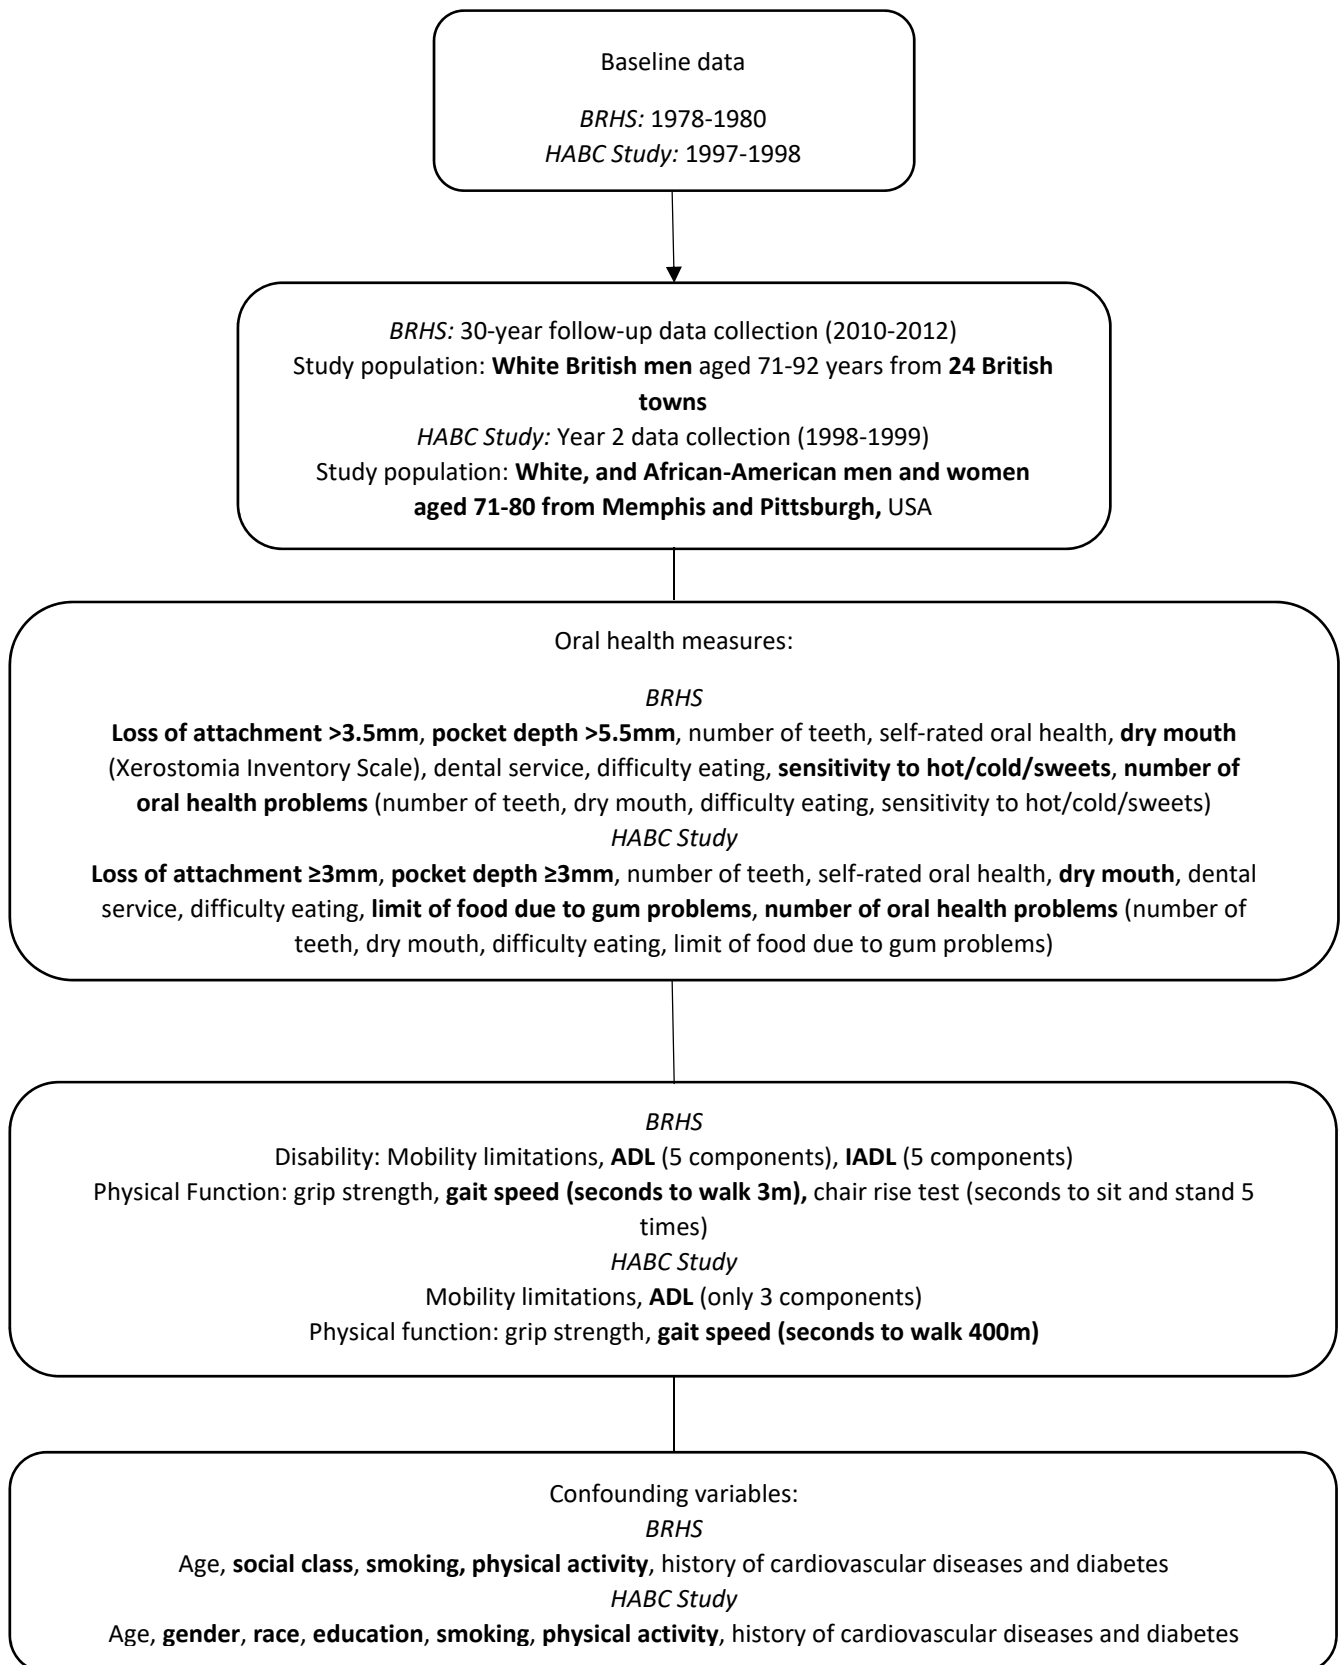 Baseline data
BRHS: 1978-1980
HABC Study: 1997-1998
BRHS: 30-year follow-up data collection (2010-2012)
Study population: White British men aged 71-92 years from 24 British
towns
HABC Study: Year 2 data collection (1998-1999)
Study population: White, and African-American men and women
aged 71-80 from Memphis and Pittsburgh, USA
Oral health measures:
BRHS
Loss of attachment >3.5mm, pocket depth >5.5mm, number of teeth, self-rated oral health, dry mouth
(Xerostomia Inventory Scale), dental service, difficulty eating, sensitivity to hot/cold/sweets, number of
oral health problems (number of teeth, dry mouth, difficulty eating, sensitivity to hot/cold/sweets)
HABC Study
Loss of attachment ≥3mm, pocket depth ≥3mm, number of teeth, self-rated oral health, dry mouth, dental
service, difficulty eating, limit of food due to gum problems, number of oral health problems (number of
teeth, dry mouth, difficulty eating, limit of food due to gum problems)
BRHS
Disability: Mobility limitations, ADL (5 components), IADL (5 components)
Physical Function: grip strength, gait speed (seconds to walk 3m), chair rise test (seconds to sit and stand 5
times)
HABC Study
Mobility limitations, ADL (only 3 components)
Physical function: grip strength, gait speed (seconds to walk 400m)
Confounding variables:
BRHS
Age, social class, smoking, physical activity, history of cardiovascular diseases and diabetes
HABC Study
Age, gender, race, education, smoking, physical activity, history of cardiovascular diseases and diabetes